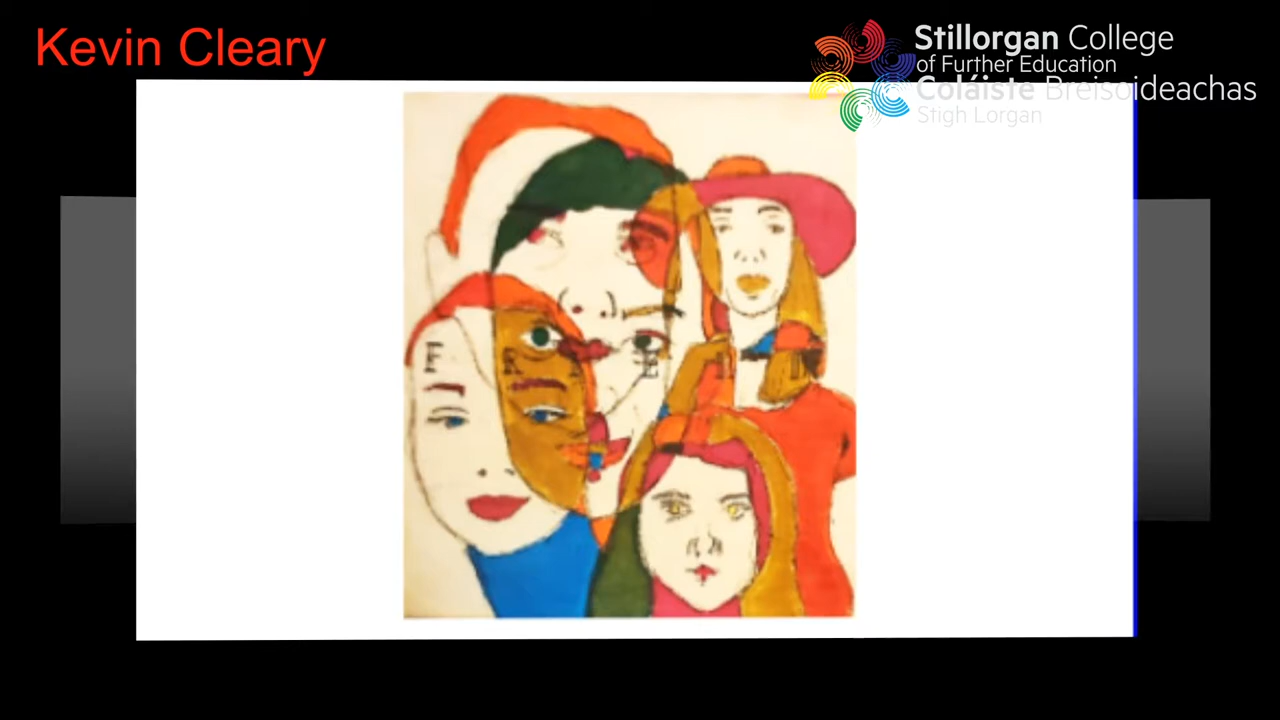 Kevin Cleary
Stillorgan College
of Further Education
Coláiste Breisoideachas
Stigh Lorgan